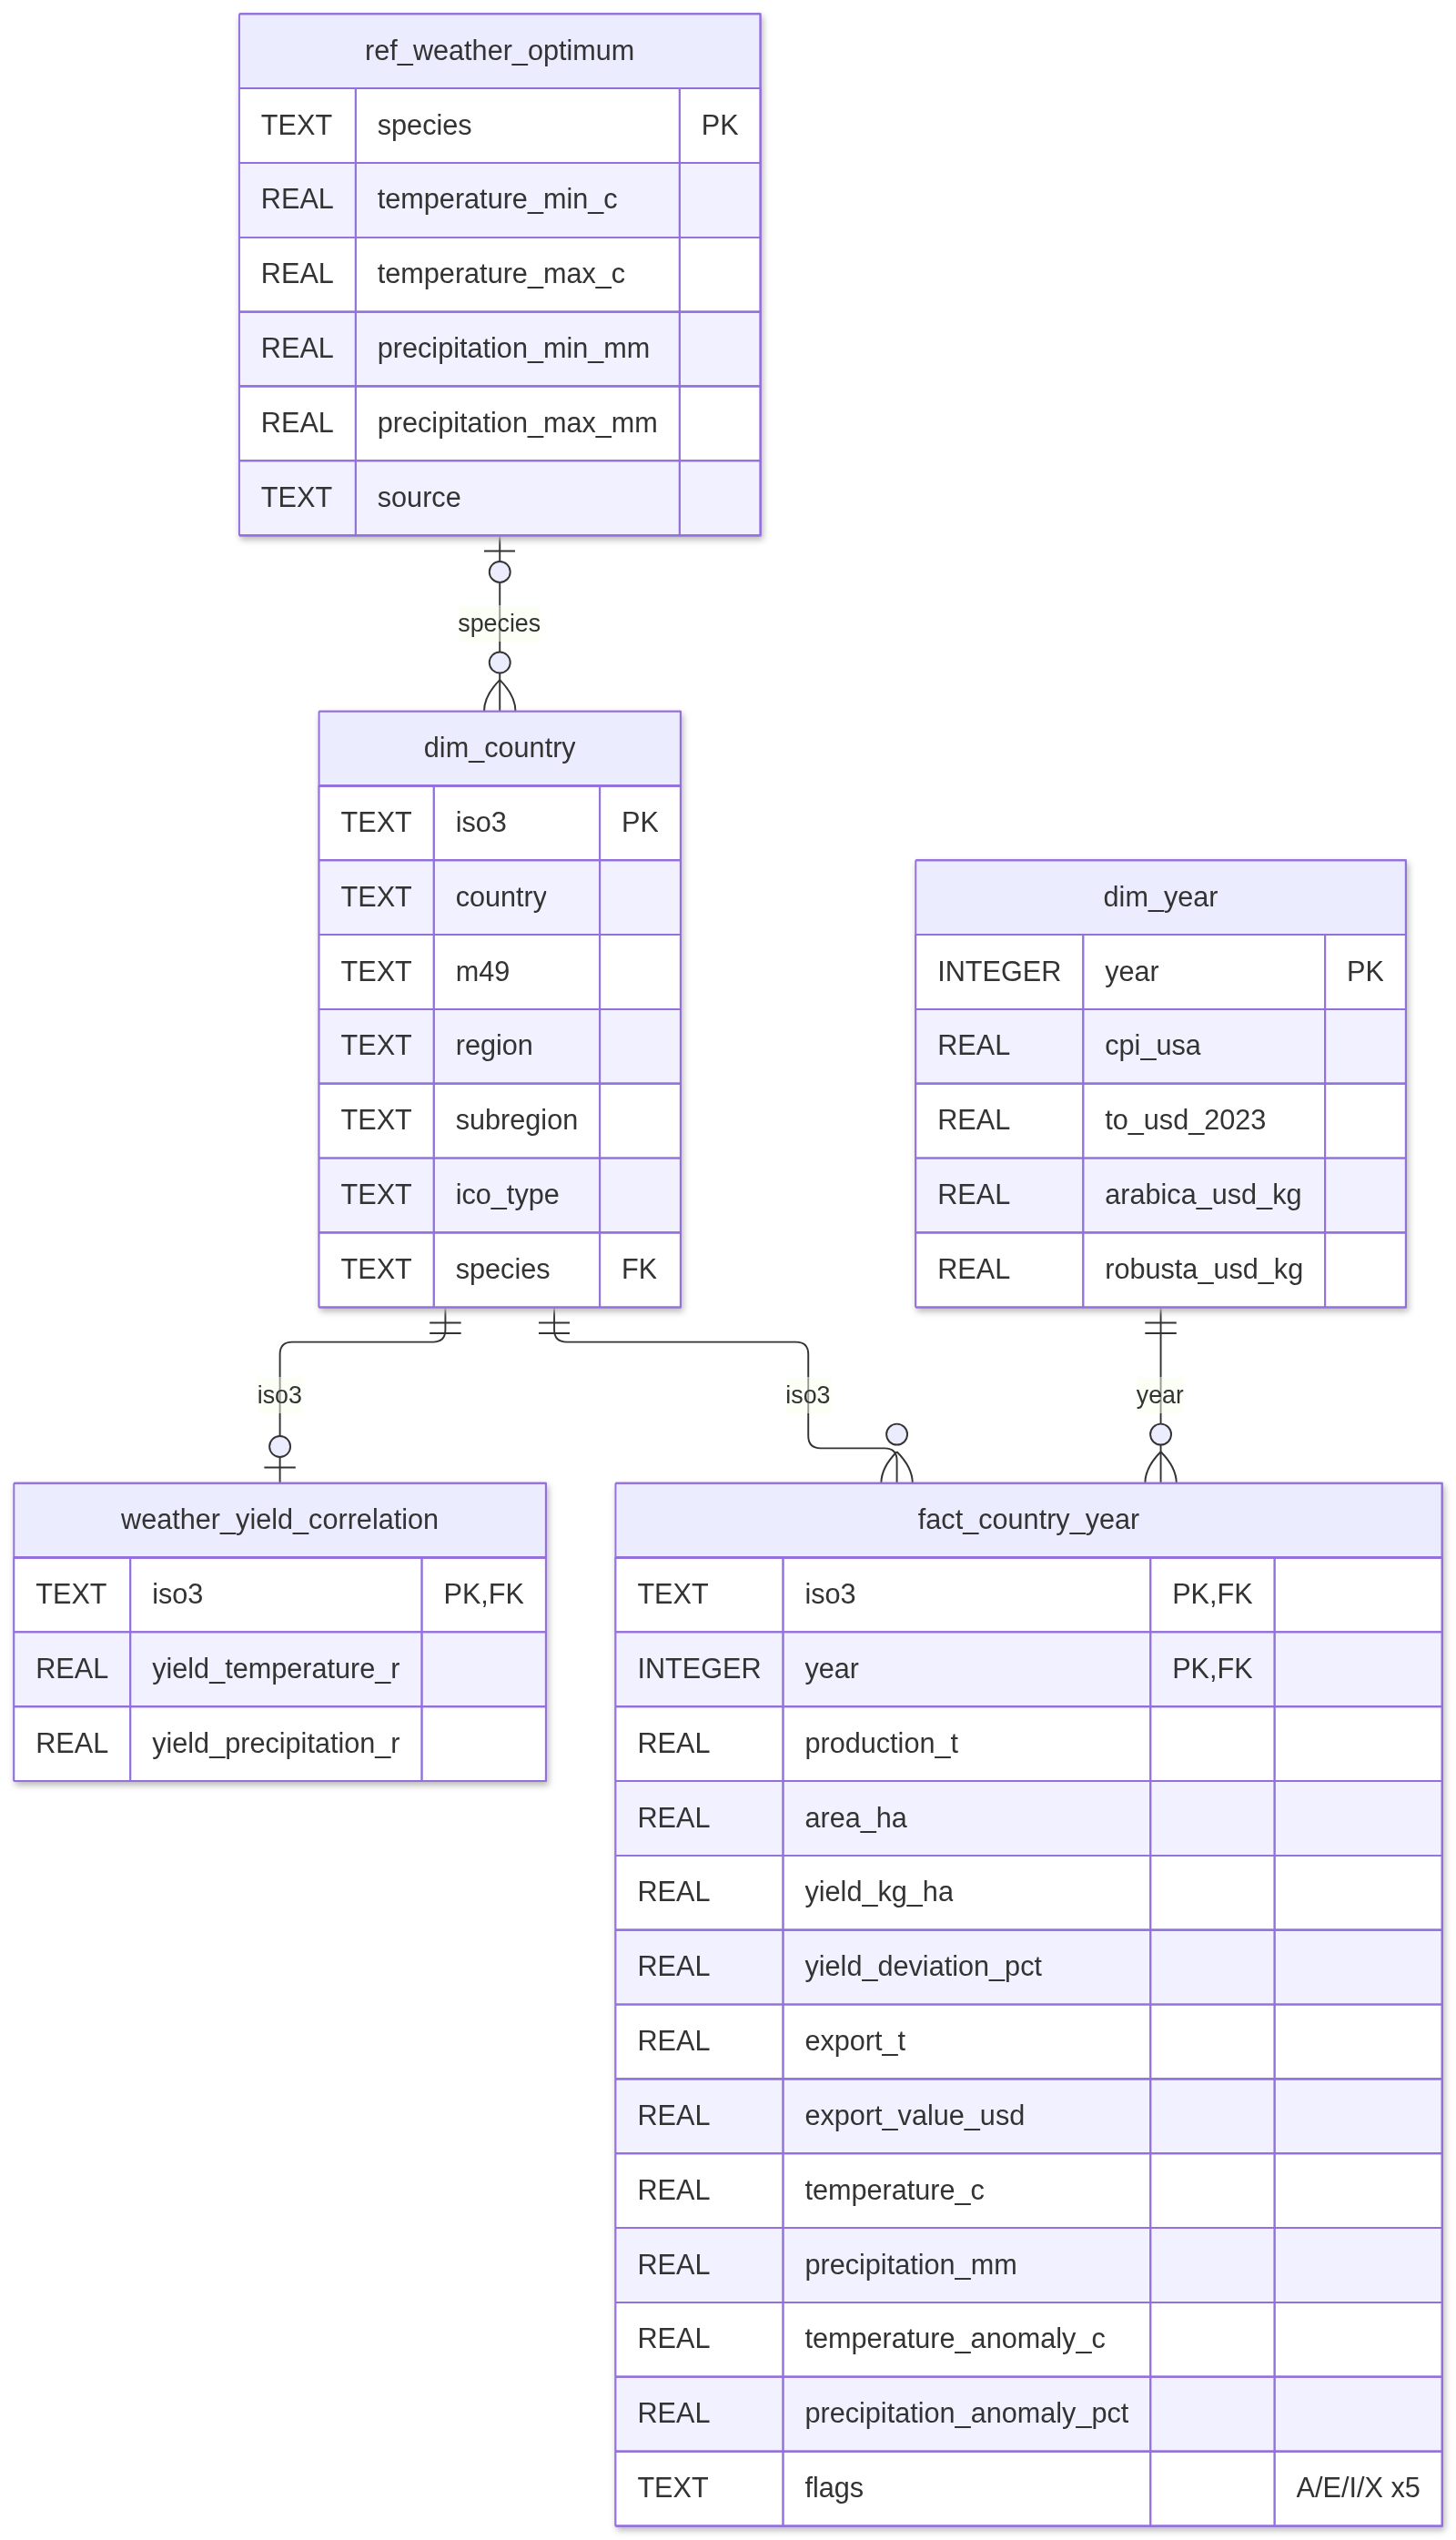 ref_weather_optimum
TEXT species PK
REAL temperature_min_c
REAL temperature_max_c
REAL precipitation_min_mm
REAL precipitation_max_mm
TEXT source
species
dim_country
TEXT iso3 PK
TEXT country
TEXT m49
TEXT region
TEXT subregion
TEXT ico_type
TEXT species FK
dim_year
INTEGER year PK
REAL cpi_usa
REAL to_usd_2023
REAL arabica_usd_kg
REAL robusta_usd_kg
iso3
iso3
year
weather_yield_correlation
TEXT iso3 PK,FK
REAL yield_temperature_r
REAL yield_precipitation_r
fact_country_year
TEXT iso3 PK,FK
INTEGER year PK,FK
REAL production_t
REAL area_ha
REAL yield_kg_ha
REAL yield_deviation_pct
REAL export_t
REAL export_value_usd
REAL temperature_c
REAL precipitation_mm
REAL temperature_anomaly_c
REAL precipitation_anomaly_pct
TEXT flags A/E/I/X x5